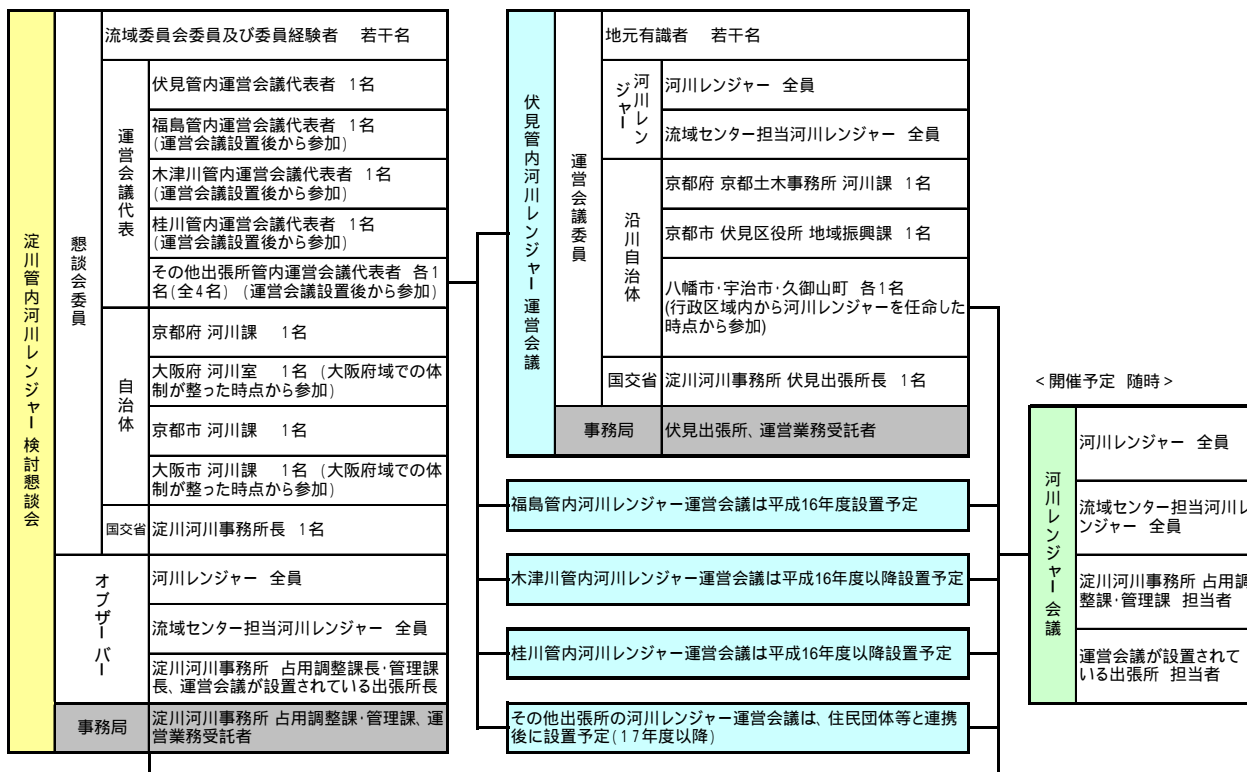 淀川管内河川レンジャー検討懇談会
懇談会委員
流域委員会委員及び委員経験者 若干名
運営会議代表
伏見管内運営会議代表者 1名
福島管内運営会議代表者 1名
(運営会議設置後から参加)
木津川管内運営会議代表者 1名
(運営会議設置後から参加)
桂川管内運営会議代表者 1名
(運営会議設置後から参加)
その他出張所管内運営会議代表者 各1
名(全4名) (運営会議設置後から参加)
自治体
京都府 河川課 1名
大阪府 河川室 1名 (大阪府域での体
制が整った時点から参加)
京都市 河川課 1名
大阪市 河川課 1名 (大阪府域での体
制が整った時点から参加)
国交省
淀川河川事務所長 1名
オブザーバー
河川レンジャー 全員
流域センター担当河川レンジャー 全員
淀川河川事務所 占用調整課長・管理課
長、運営会議が設置されている出張所長
事務局
淀川河川事務所 占用調整課・管理課、運
営業務受託者
伏見管内河川レンジャー運営会議
運営会議委員
地元有識者 若干名
河川レン
ジャー
河川レンジャー 全員
流域センター担当河川レンジャー 全員
沿川自治体
京都府 京都土木事務所 河川課 1名
京都市 伏見区役所 地域振興課 1名
八幡市・宇治市・久御山町 各1名
(行政区域内から河川レンジャーを任命した
時点から参加)
国交省
淀川河川事務所 伏見出張所長 1名
事務局
伏見出張所、運営業務受託者
福島管内河川レンジャー運営会議は平成16年度設置予定
木津川管内河川レンジャー運営会議は平成16年度以降設置予定
桂川管内河川レンジャー運営会議は平成16年度以降設置予定
その他出張所の河川レンジャー運営会議は、住民団体等と連携
後に設置予定(17年度以降)
<開催予定 随時>
河川レンジャー会議
河川レンジャー 全員
流域センター担当河川レ
ンジャー 全員
淀川河川事務所 占用調
整課・管理課 担当者
運営会議が設置されて
いる出張所 担当者